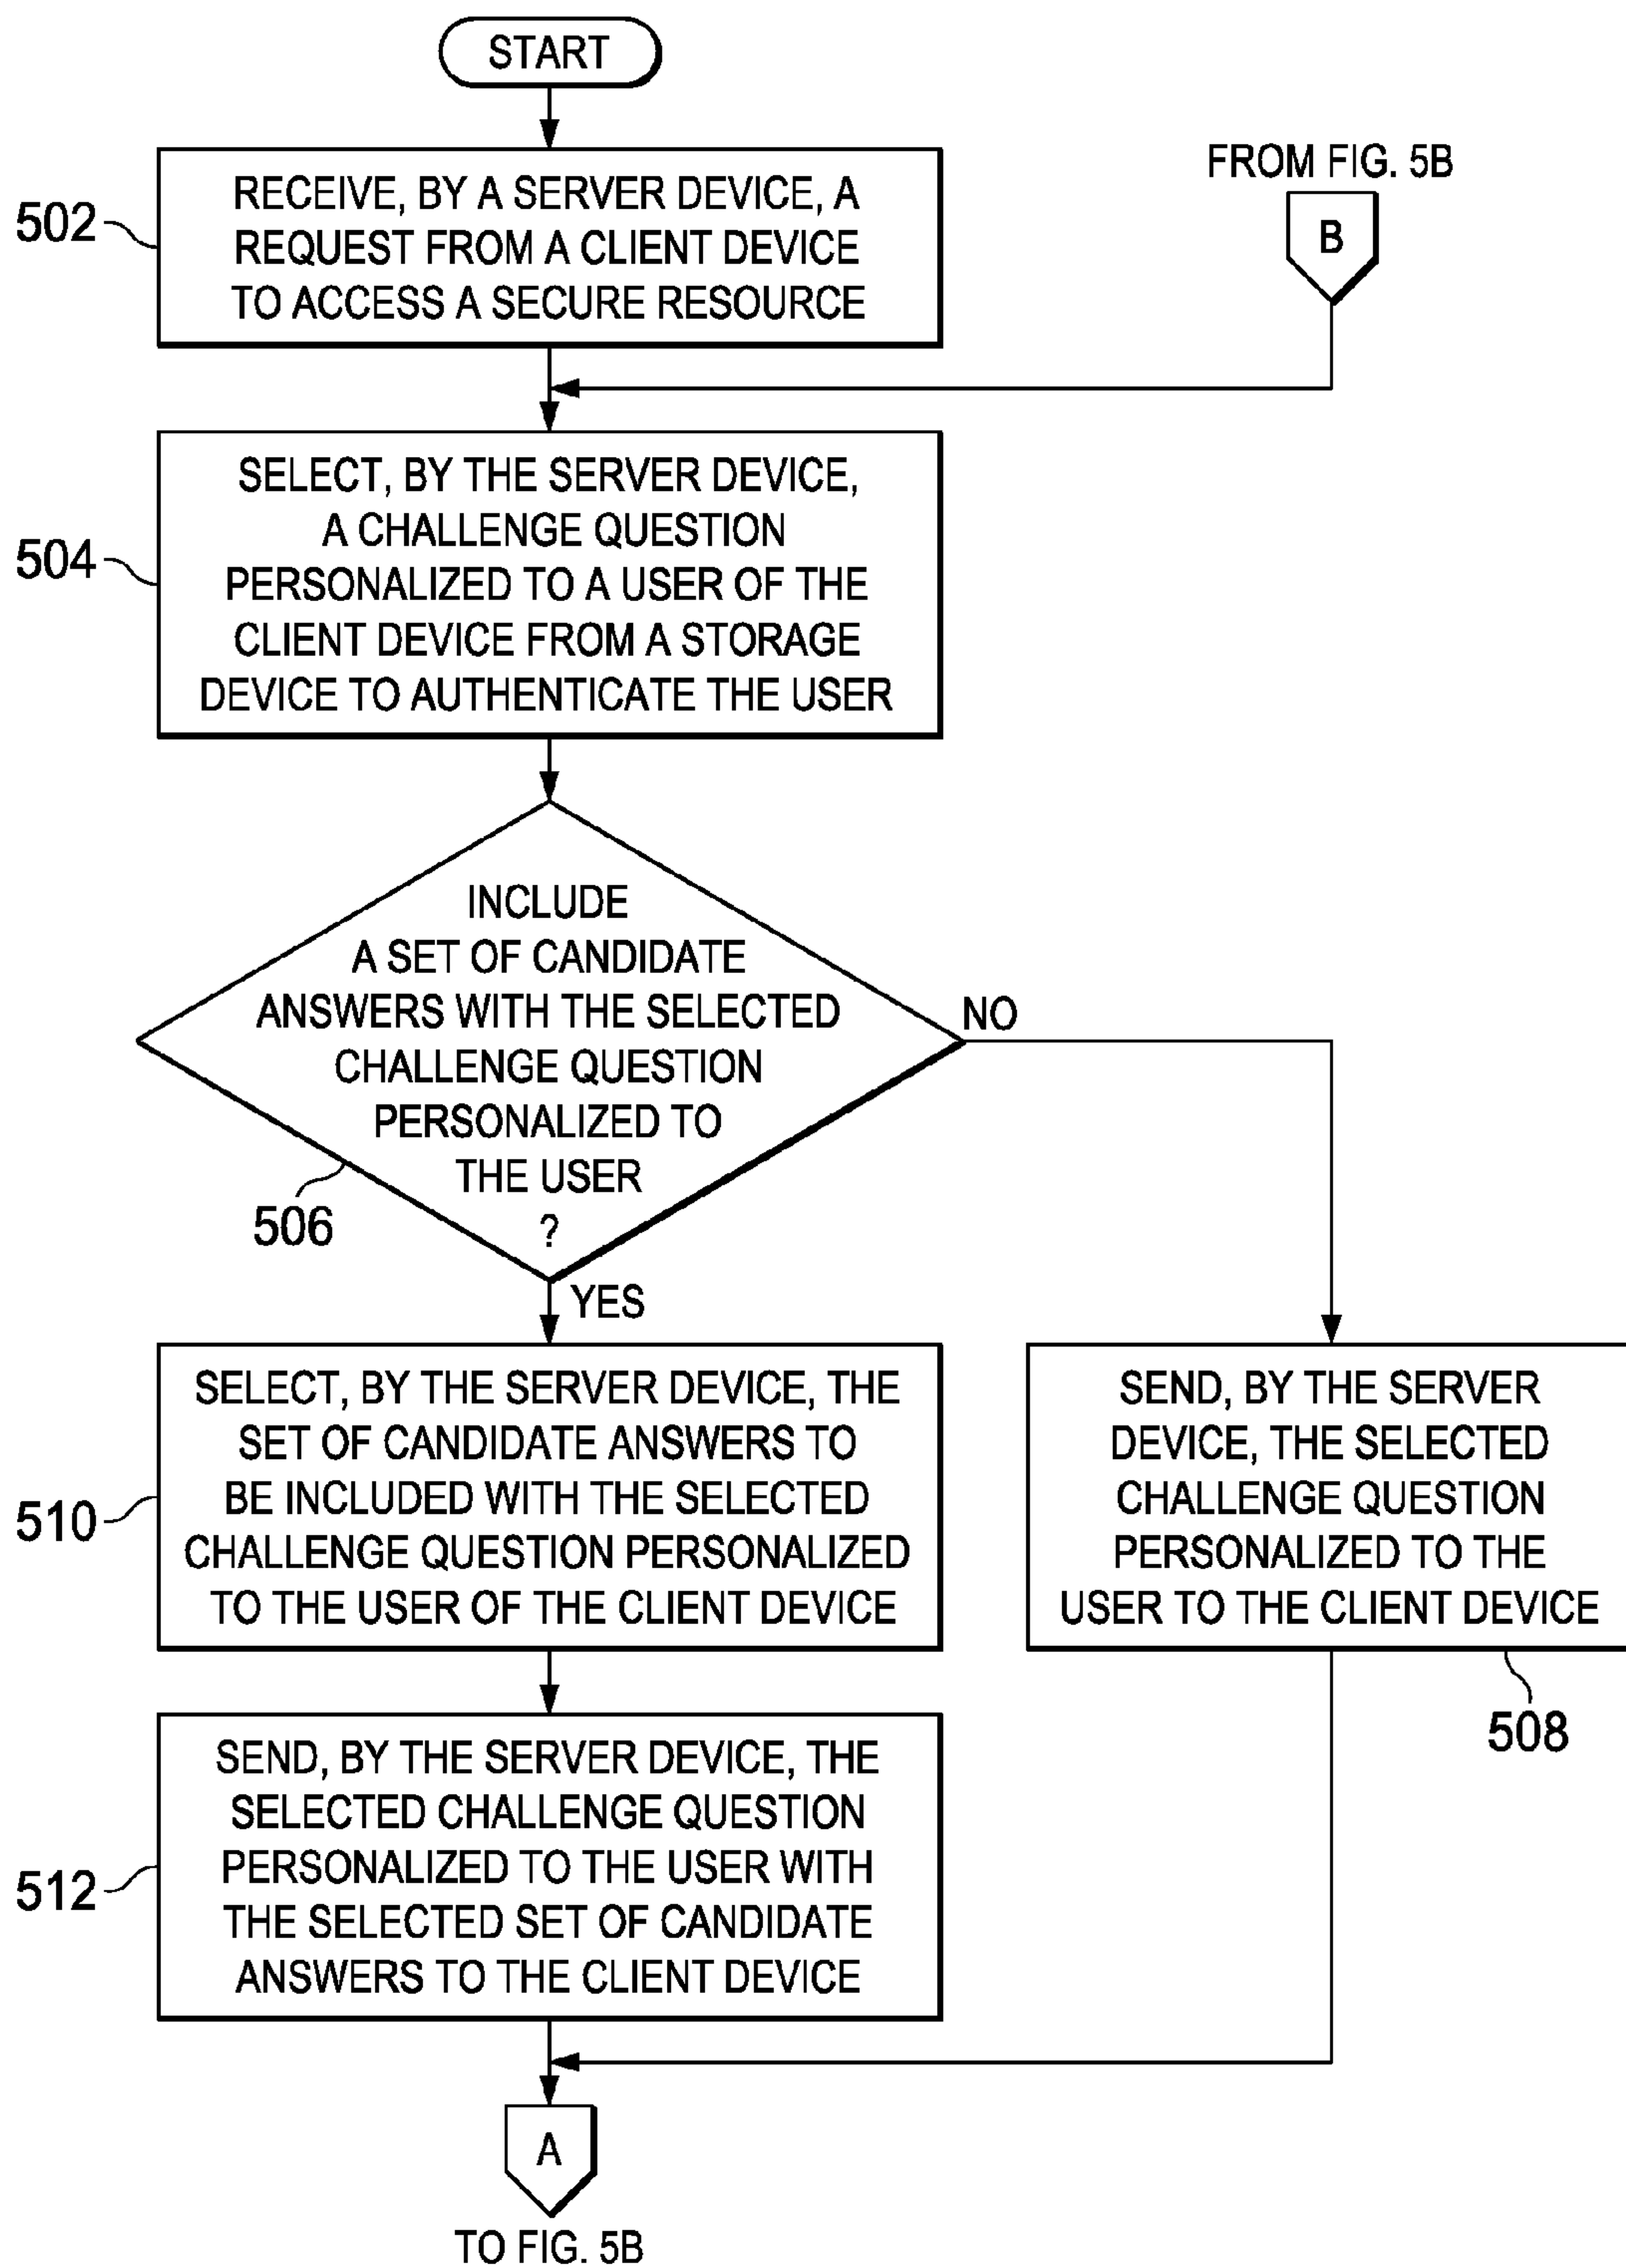 START
FROM FIG. 5B
B
502
RECEIVE, BY A SERVER DEVICE, A
REQUEST FROM A CLIENT DEVICE
TO ACCESS A SECURE RESOURCE
504
SELECT, BY THE SERVER DEVICE,
A CHALLENGE QUESTION
PERSONALIZED TO A USER OF THE
CLIENT DEVICE FROM A STORAGE
DEVICE TO AUTHENTICATE THE USER
INCLUDE
A SET OF CANDIDATE
ANSWERS WITH THE SELECTED
CHALLENGE QUESTION
PERSONALIZED TO
THE USER
?
506
NO
YES
510
SELECT, BY THE SERVER DEVICE, THE
SET OF CANDIDATE ANSWERS TO
BE INCLUDED WITH THE SELECTED
CHALLENGE QUESTION PERSONALIZED
TO THE USER OF THE CLIENT DEVICE
SEND, BY THE SERVER
DEVICE, THE SELECTED
CHALLENGE QUESTION
PERSONALIZED TO THE
USER TO THE CLIENT DEVICE
508
512
SEND, BY THE SERVER DEVICE, THE
SELECTED CHALLENGE QUESTION
PERSONALIZED TO THE USER WITH
THE SELECTED SET OF CANDIDATE
ANSWERS TO THE CLIENT DEVICE
A
TO FIG. 5B